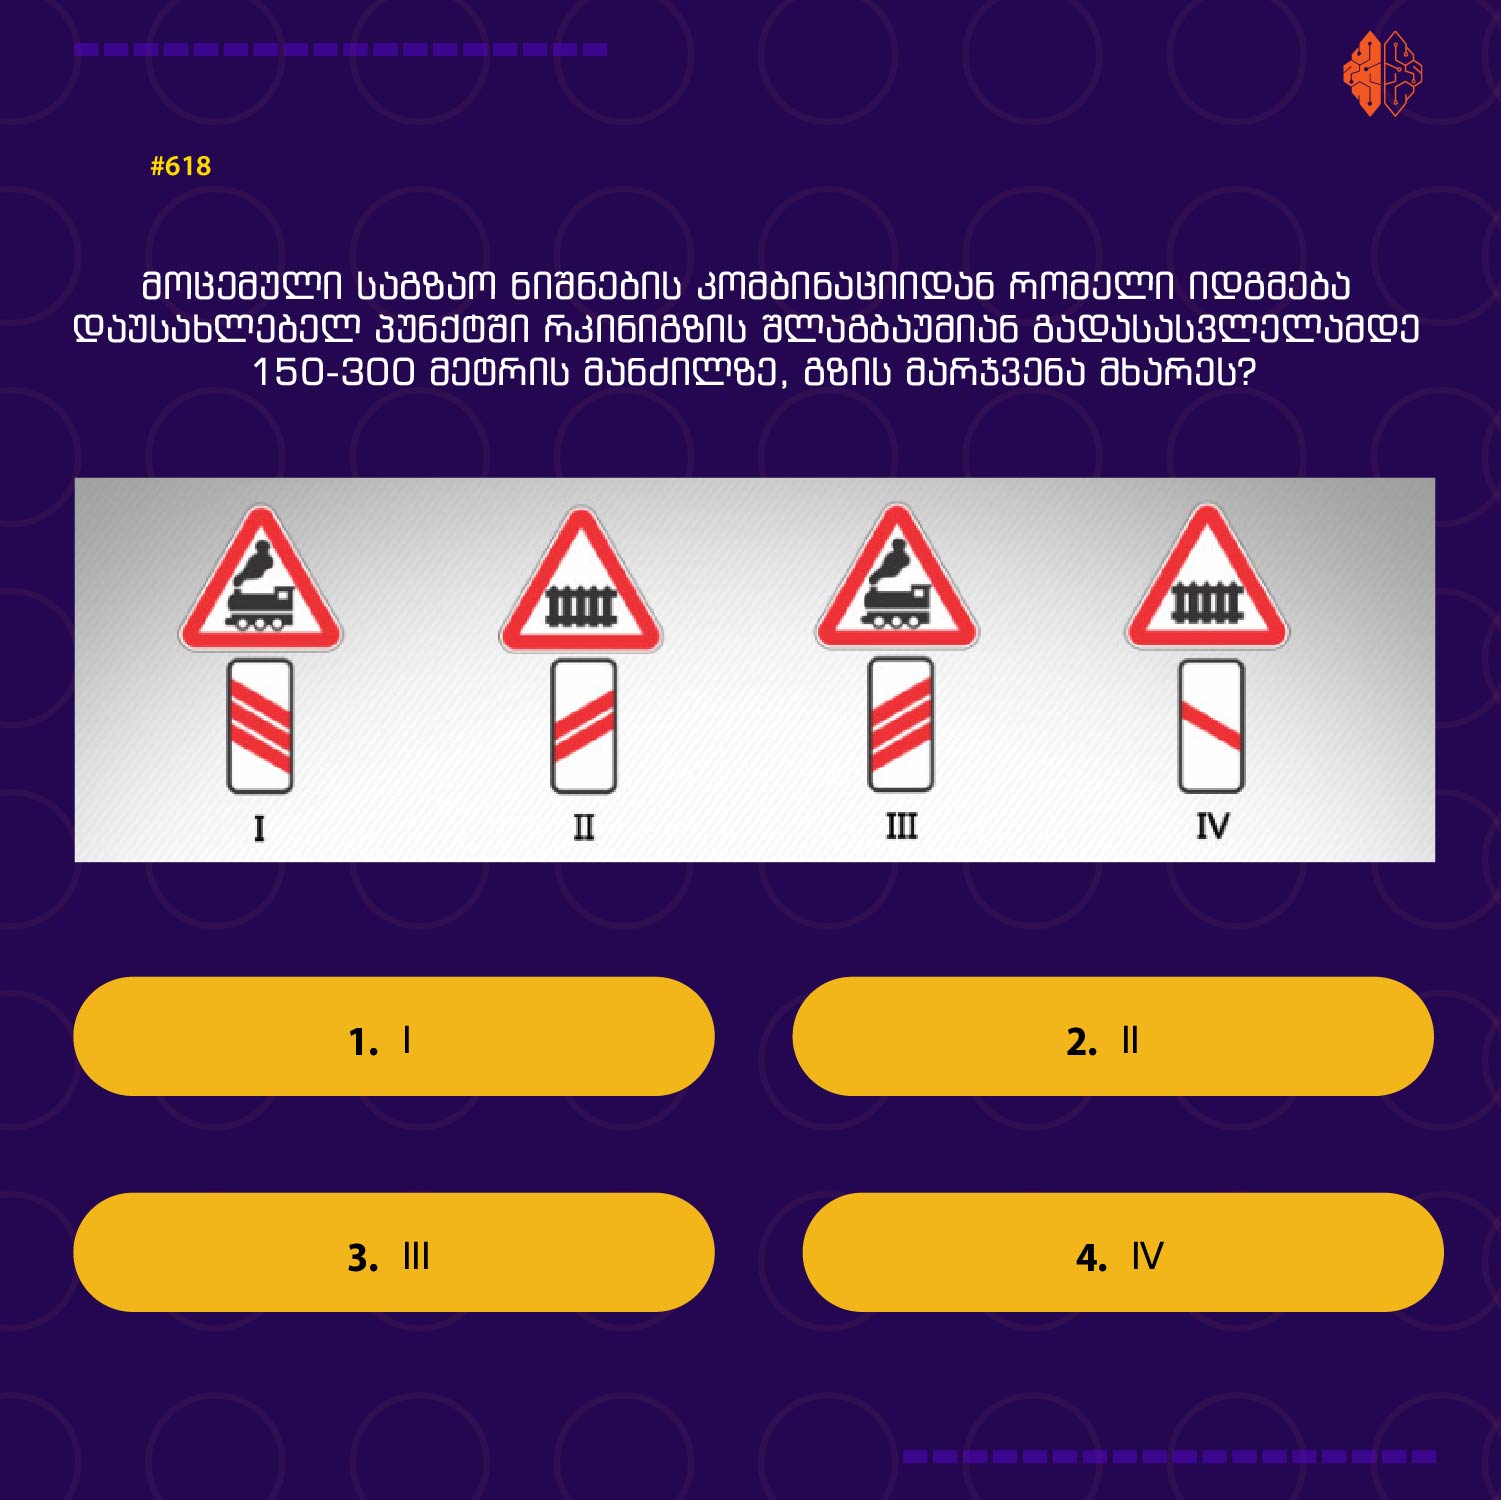 #618
მოცემული საგზაო ნიშნების კომბინაციიდან რომელი იდგმება
დაუსახლებელ პუნქტში რკინიგზის შლაგბაუმიან გადასასვლელამდე
150-300 მეტრის მანძილზე, გზის მარჯვენა მხარეს?
I II III IV
1. I
2. II
3. III
4. IV